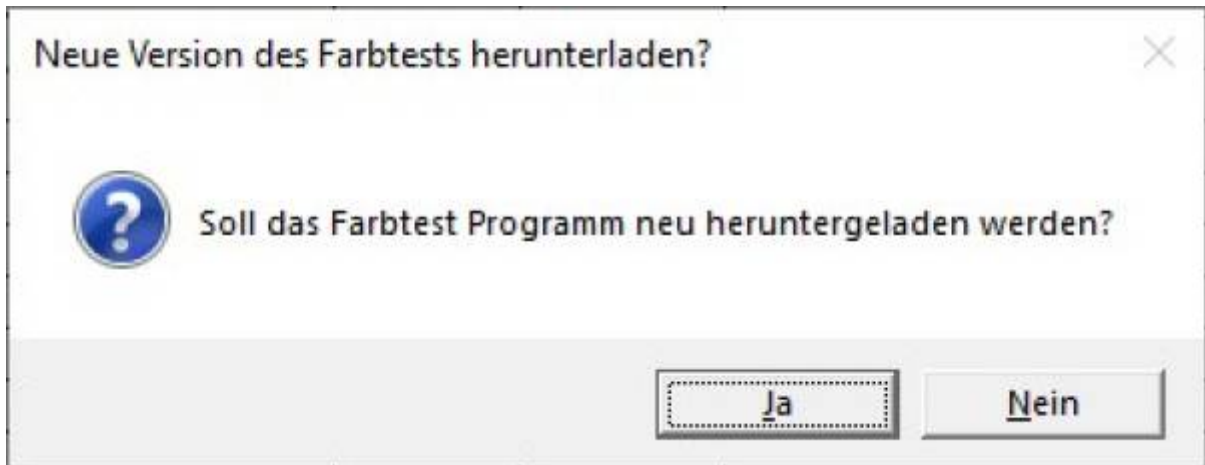 Neue Version des Farbtests herunterladen?
Soll das Farbtest Programm neu heruntergeladen werden?
Ja
Nein